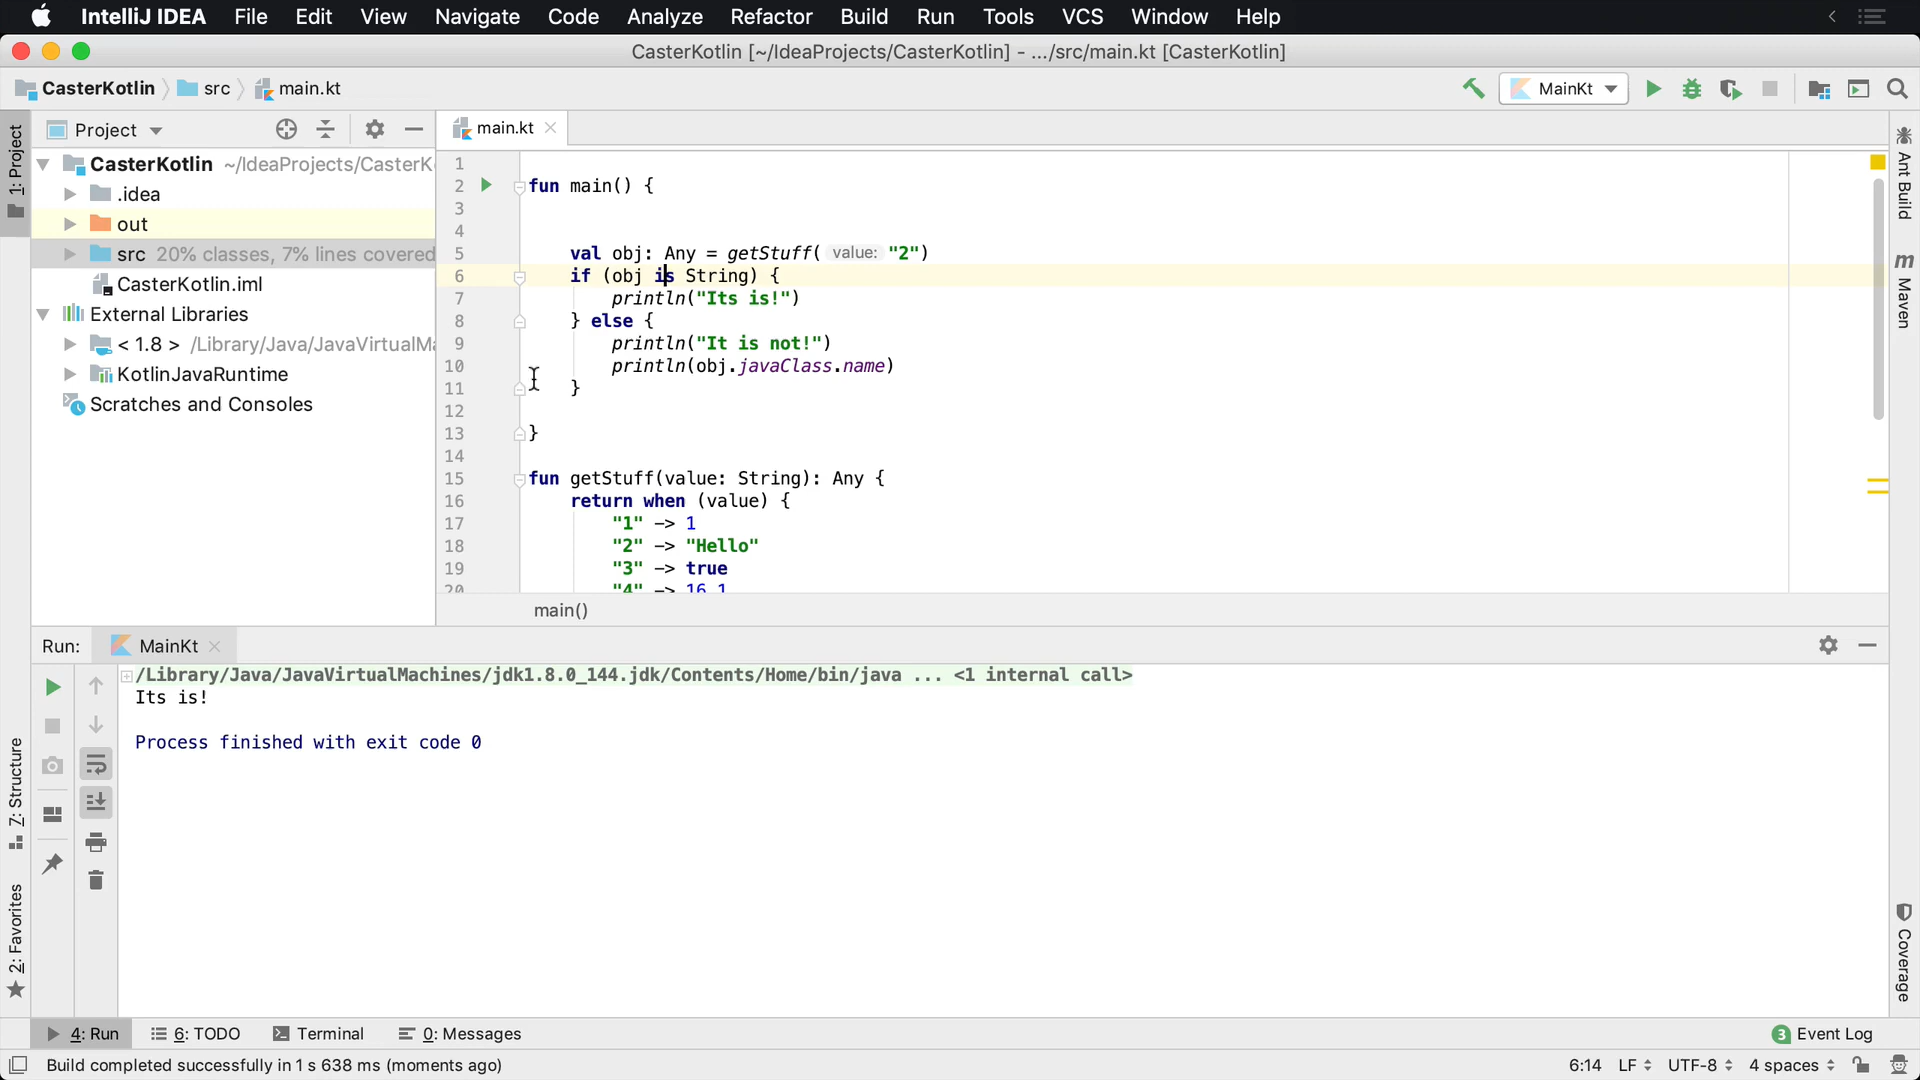 IntelliJ IDEA File Edit View Navigate Code Analyze Refactor Build Run Tools VCS Window Help
CasterKotlin [~/IdeaProjects/CasterKotlin] - .../src/main.kt [CasterKotlin]
CasterKotlin src main.kt MainKt
1: Project
Project
main.kt
CasterKotlin ~/IdeaProjects/CasterK
.idea
out
src 20% classes, 7% lines covered
CasterKotlin.iml
External Libraries
< 1.8 > /Library/Java/JavaVirtualM
KotlinJavaRuntime
Scratches and Consoles
1
2 fun main() {
3
4
5 val obj: Any = getStuff( value: "2")
6 if (obj is String) {
7 println("Its is!")
8 } else {
9 println("It is not!")
10 println(obj.javaClass.name)
11 }
12
13 }
14
15 fun getStuff(value: String): Any {
16 return when (value) {
17 "1" -> 1
18 "2" -> "Hello"
19 "3" -> true
20 "4" -> 16.1
main()
Ant Build
m Maven
Run: MainKt
/Library/Java/JavaVirtualMachines/jdk1.8.0_144.jdk/Contents/Home/bin/java ... <1 internal call>
Its is!
Process finished with exit code 0
Z: Structure
2: Favorites
Coverage
4: Run 6: TODO Terminal 0: Messages 3 Event Log
Build completed successfully in 1 s 638 ms (moments ago) 6:14 LF UTF-8 4 spaces